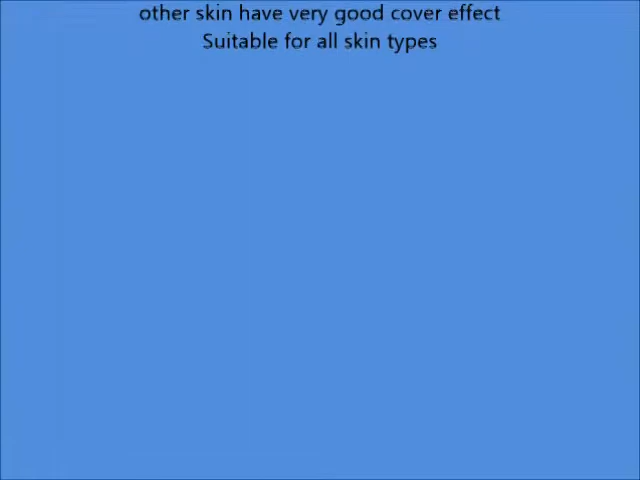 other skin have very good cover effect
Suitable for all skin types